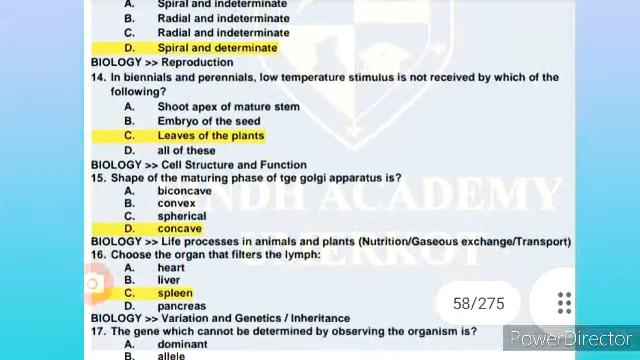 A. Spiral and indeterminate
B. Radial and indeterminate
C. Radial and indeterminate
D. Spiral and determinate
BIOLOGY >> Reproduction
14. In biennials and perennials, low temperature stimulus is not received by which of the
following?
A. Shoot apex of mature stem
B. Embryo of the seed
C. Leaves of the plants
D. all of these
BIOLOGY >> Cell Structure and Function
15. Shape of the maturing phase of tge golgi apparatus is?
A. biconcave
B. convex
C. spherical
D. concave
BIOLOGY >> Life processes in animals and plants (Nutrition/Gaseous exchange/Transport)
16. Choose the organ that filters the lymph:
A. heart
B. liver
C. spleen
D. pancreas
BIOLOGY >> Variation and Genetics / Inheritance
17. The gene which cannot be determined by observing the organism is?
A. dominant
B. allele
NDH ACADEMY
UMERKOT
58/275
PowerDirector